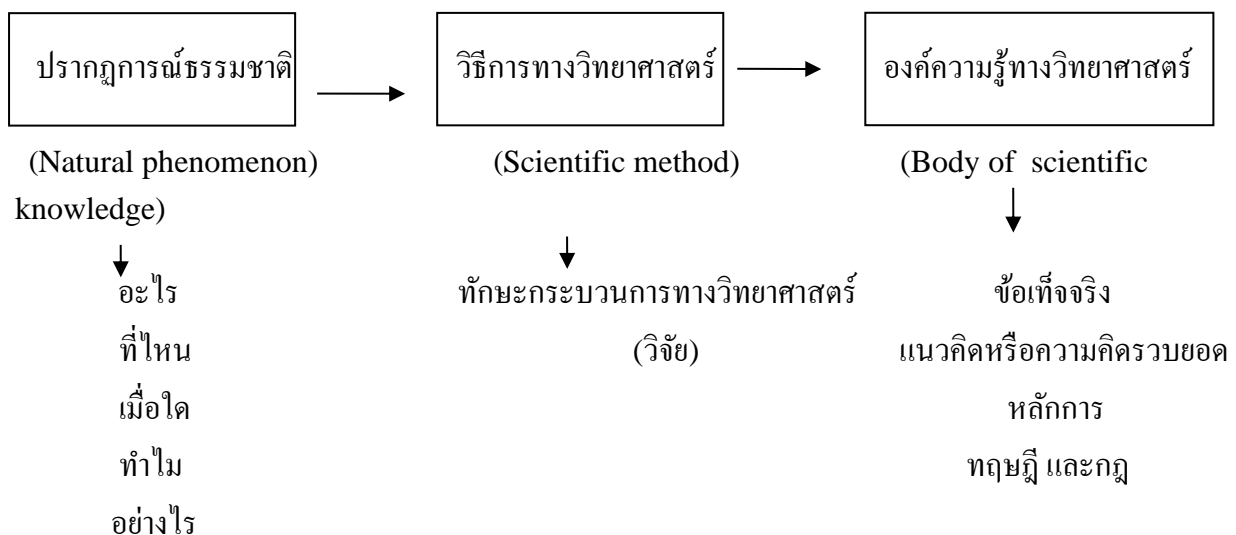 ปรากฏการณ์ธรรมชาติ วิธีการทางวิทยาศาสตร์ องค์ความรู้ทางวิทยาศาสตร์
(Natural phenomenon) (Scientific method) (Body of scientific
knowledge)
อะไร ทักษะกระบวนการทางวิทยาศาสตร์ ข้อเท็จจริง
ที่ไหน (วิจัย) แนวคิดหรือความคิดรวบยอด
เมื่อใด หลักการ
ทำไม ทฤษฎี และกฎ
อย่างไร